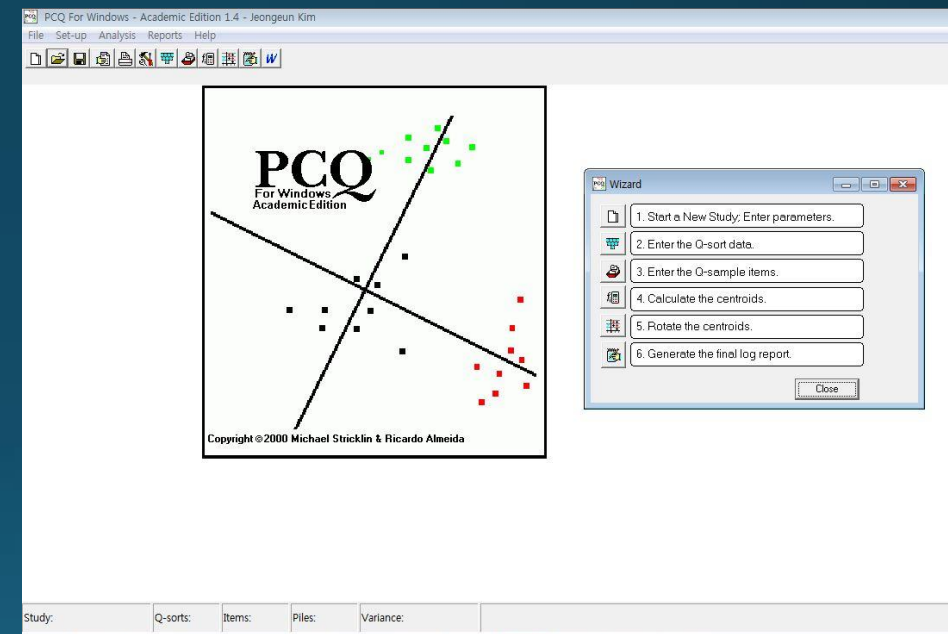 PCQ For Windows - Academic Edition 1.4 - Jeongeun Kim
File Set-up Analysis Reports Help
W
PCQ
For Windows
Academic Edition
Copyright ©2000 Michael Stricklin & Ricardo Almeida
PCQ Wizard
1. Start a New Study; Enter parameters.
2. Enter the Q-sort data.
3. Enter the Q-sample items.
4. Calculate the centroids.
5. Rotate the centroids.
6. Generate the final log report.
Close
Study: Q-sorts: Items: Piles: Variance: